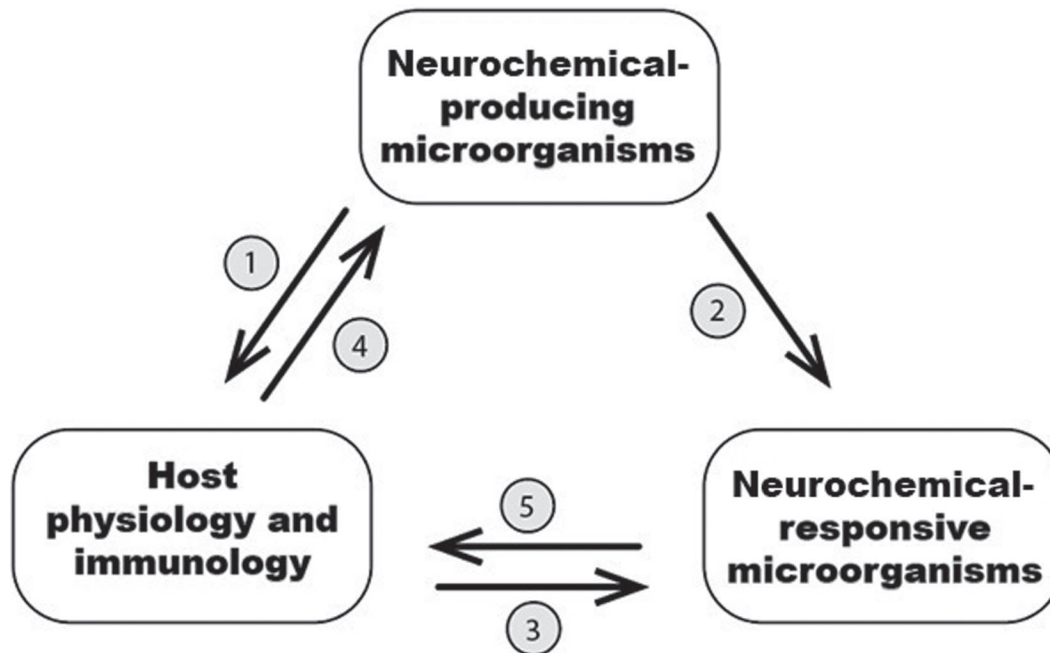 Neurochemical-
producing
microorganisms
1
4
2
Host
physiology and
immunology
5
3
Neurochemical-
responsive
microorganisms